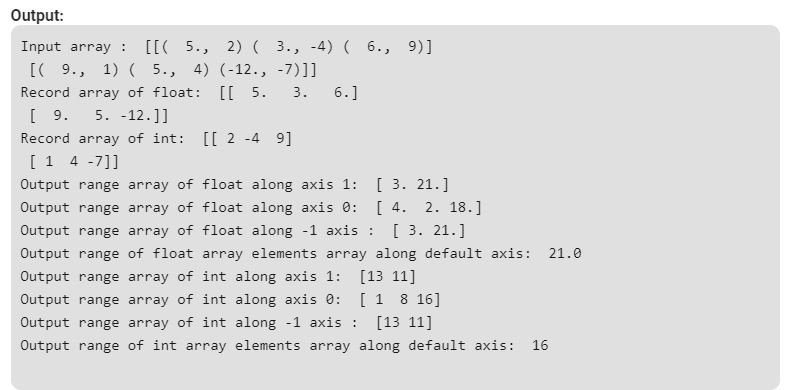 Output:
Input array :  [[(  5.,  2) (  3., -4) (  6.,  9)]
 [(  9.,  1) (  5.,  4) (-12., -7)]]
Record array of float:  [[  5.   3.   6.]
 [  9.   5. -12.]]
Record array of int:  [[ 2 -4  9]
 [ 1  4 -7]]
Output range array of float along axis 1:  [ 3. 21.]
Output range array of float along axis 0:  [ 4.  2. 18.]
Output range array of float along -1 axis :  [ 3. 21.]
Output range of float array elements array along default axis:  21.0
Output range array of int along axis 1:  [13 11]
Output range array of int along axis 0:  [ 1  8 16]
Output range array of int along -1 axis :  [13 11]
Output range of int array elements array along default axis:  16